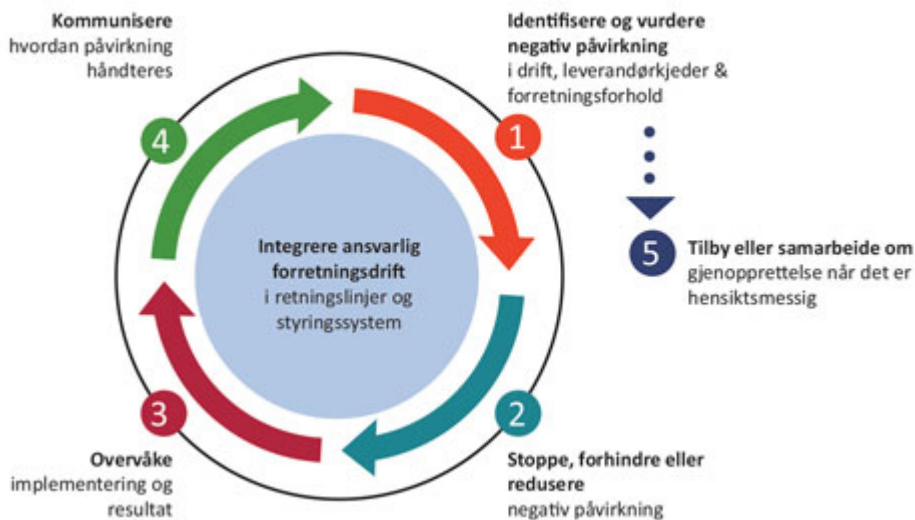 Kommunisere
hvordan påvirkning
håndteres
4
Identifisere og vurdere
negativ påvirkning
i drift, leverandørkjeder &
forretningsforhold
1
5
Tilby eller samarbeide om
gjenopprettelse når det er
hensiktsmessig
Integrere ansvarlig
forretningsdrift
i retningslinjer og
styringssystem
3
Overvåke
implementering og
resultat
2
Stoppe, forhindre eller
redusere
negativ påvirkning